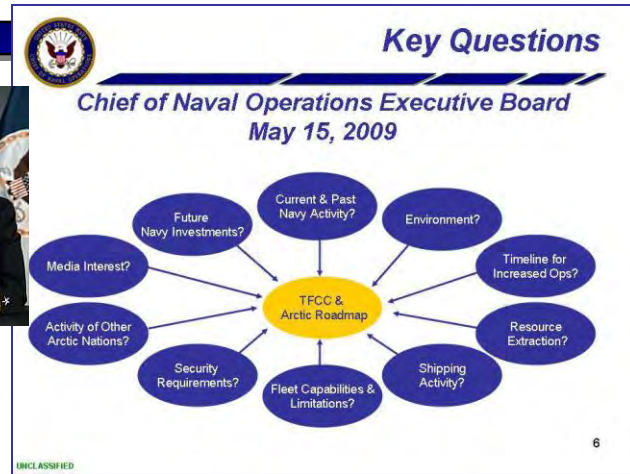 Key Questions
Chief of Naval Operations Executive Board
May 15, 2009
Current & Past
Navy Activity?
Future
Navy Investments?
Environment?
Media Interest?
Timeline for
Increased Ops?
TFCC &
Arctic Roadmap
Activity of Other
Arctic Nations?
Resource
Extraction?
Security
Requirements?
Shipping
Activity?
Fleet Capabilities &
Limitations?
6
UNCLASSIFIED